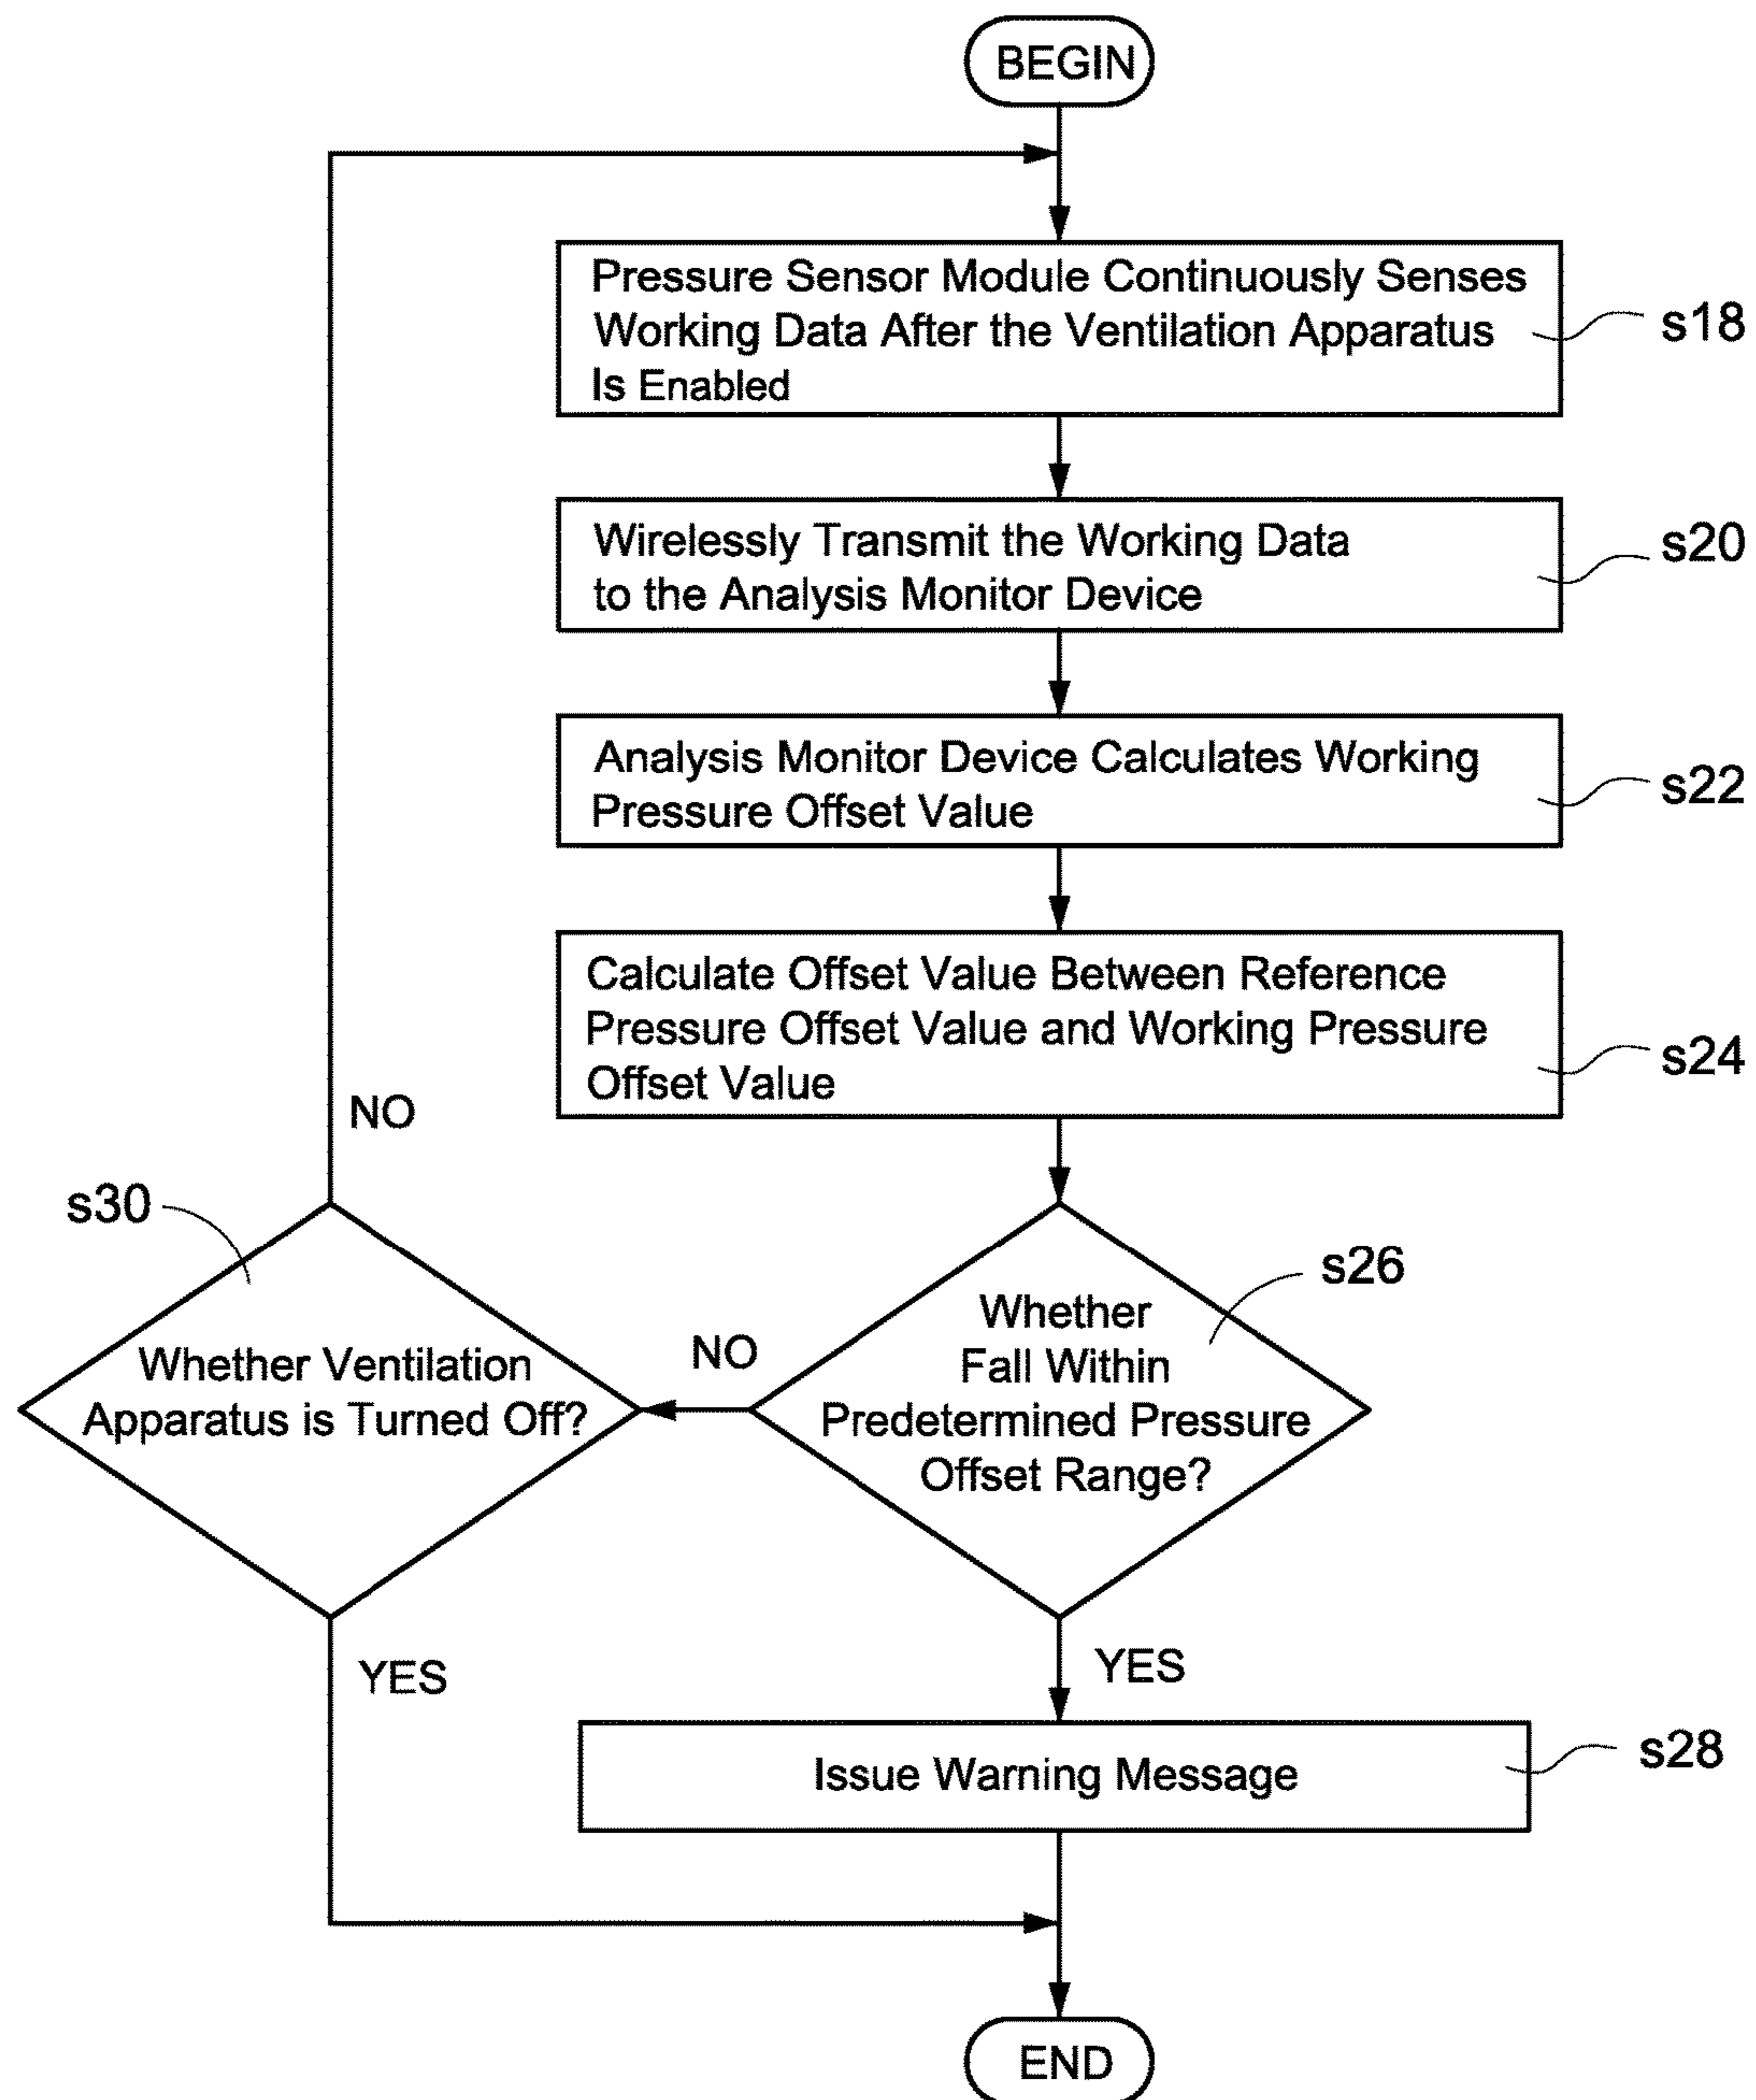 BEGIN
Pressure Sensor Module Continuously Senses
Working Data After the Ventilation Apparatus
Is Enabled
s18
Wirelessly Transmit the Working Data
to the Analysis Monitor Device
s20
Analysis Monitor Device Calculates Working
Pressure Offset Value
s22
Calculate Offset Value Between Reference
Pressure Offset Value and Working Pressure
Offset Value
s24
NO
s30
Whether Ventilation
Apparatus is Turned Off?
NO
s26
Whether
Fall Within
Predetermined Pressure
Offset Range?
YES
YES
Issue Warning Message
s28
END